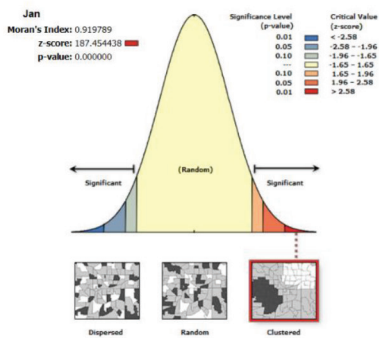 Jan
Moran's Index: 0.919789
z-score: 187.454438
p-value: 0.000000
Significance Level
(p-value)
Critical Value
(z-score)
0.01 < -2.58
0.05 -2.58 - -1.96
0.10 -1.96 - -1.65
--- -1.65 - 1.65
0.10 1.65 - 1.96
0.05 1.96 - 2.58
0.01 > 2.58
(Random)
Significant Significant
Dispersed Random Clustered